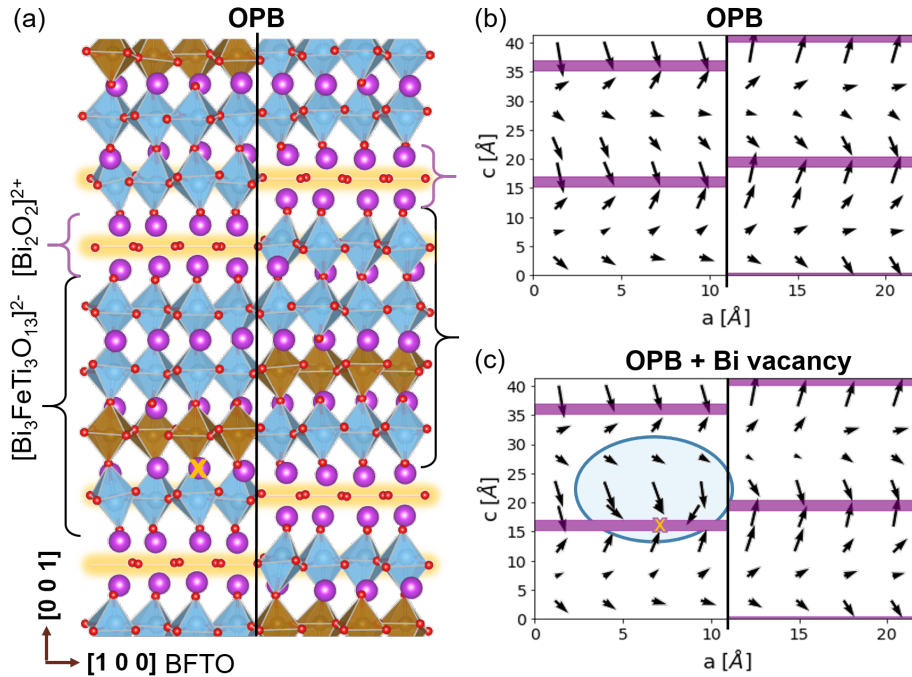 (a)
OPB
[Bi₂O₂]²⁺
[Bi₃FeTi₃O₁₃]²⁻
X
[0 0 1]
[1 0 0] BFTO
(b)
OPB
c [Å]
40
35
30
25
20
15
10
5
0
0
5
10
15
20
a [Å]
(c)
OPB + Bi vacancy
c [Å]
40
35
30
25
20
15
10
5
0
X
0
5
10
15
20
a [Å]